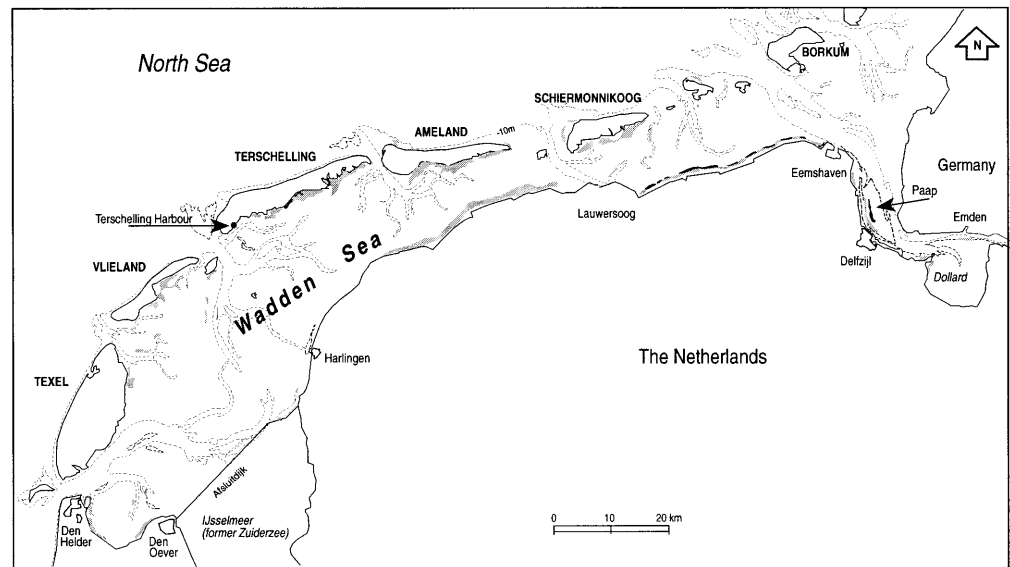 North Sea
N
BORKUM
SCHIERMONNIKOOG
AMELAND
-10m
TERSCHELLING
Germany
Eemshaven
Paap
Terschelling Harbour
Lauwersoog
Emden
Wadden Sea
Delfzijl
VLIELAND
Dollard
Harlingen
The Netherlands
TEXEL
Afsluitdijk
IJsselmeer
(former Zuiderzee)
0 10 20 km
Den
Helder
Den
Oever